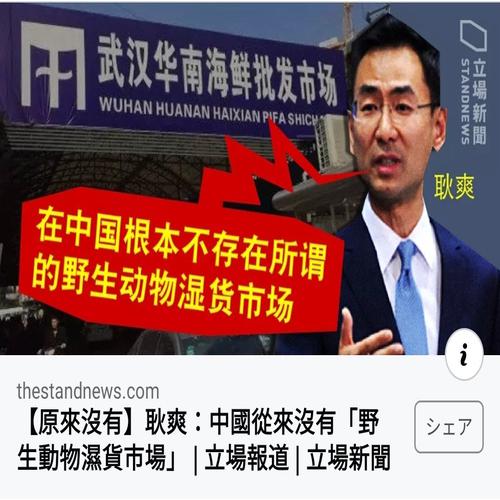 武汉华南海鲜批发市场
WUHAN HUANAN HAIXIAN PIFA SHICHA
立場新聞
STANDNEWS
耿爽
在中国根本不存在所谓
的野生动物湿货市场
i
thestandnews.com
【原來沒有】耿爽：中國從來沒有「野
生動物濕貨市場」 | 立場報道 | 立場新聞
シェア